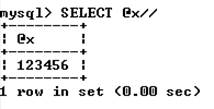 mysql> SELECT @x//
+--------+
| @x     |
+--------+
| 123456 |
+--------+
1 row in set (0.00 sec)